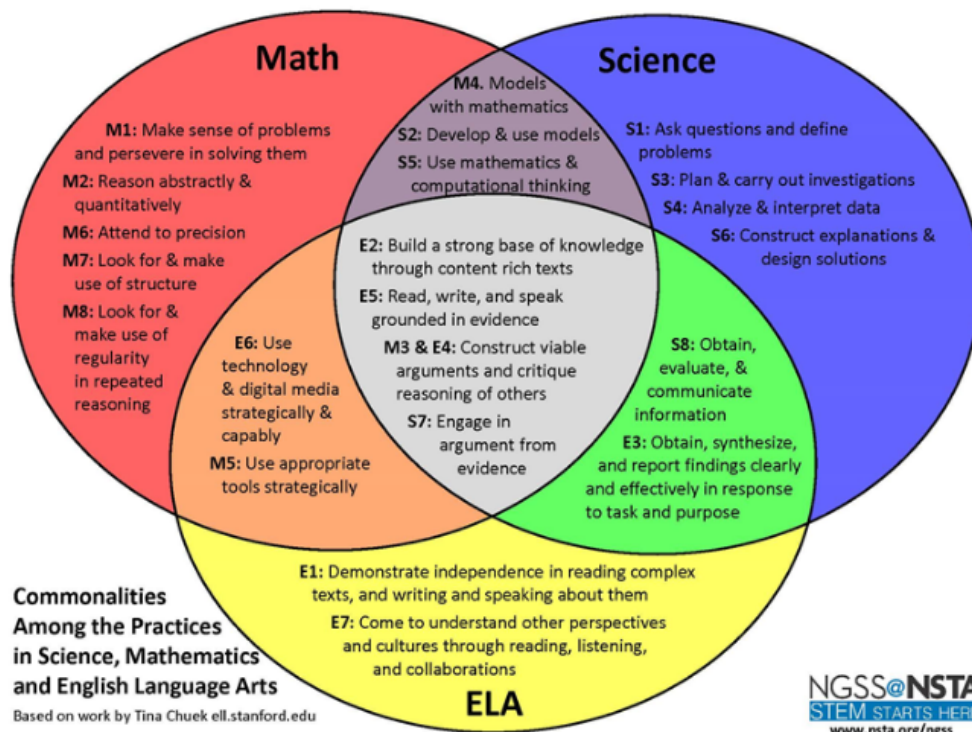 Math
Science
M4. Models
with mathematics
S2: Develop & use models
S5: Use mathematics &
computational thinking
M1: Make sense of problems
and persevere in solving them
M2: Reason abstractly &
quantitatively
M6: Attend to precision
M7: Look for & make
use of structure
M8: Look for &
make use of
regularity
in repeated
reasoning
S1: Ask questions and define
problems
S3: Plan & carry out investigations
S4: Analyze & interpret data
S6: Construct explanations &
design solutions
E2: Build a strong base of knowledge
through content rich texts
E5: Read, write, and speak
grounded in evidence
M3 & E4: Construct viable
arguments and critique
reasoning of others
S7: Engage in
argument from
evidence
E6: Use
technology
& digital media
strategically &
capably
M5: Use appropriate
tools strategically
S8: Obtain,
evaluate, &
communicate
information
E3: Obtain, synthesize,
and report findings clearly
and effectively in response
to task and purpose
E1: Demonstrate independence in reading complex
texts, and writing and speaking about them
E7: Come to understand other perspectives
and cultures through reading, listening,
and collaborations
ELA
Commonalities
Among the Practices
in Science, Mathematics
and English Language Arts
Based on work by Tina Chuek ell.stanford.edu
NGSS@NSTA
STEM STARTS HERE
www.nsta.org/ngss